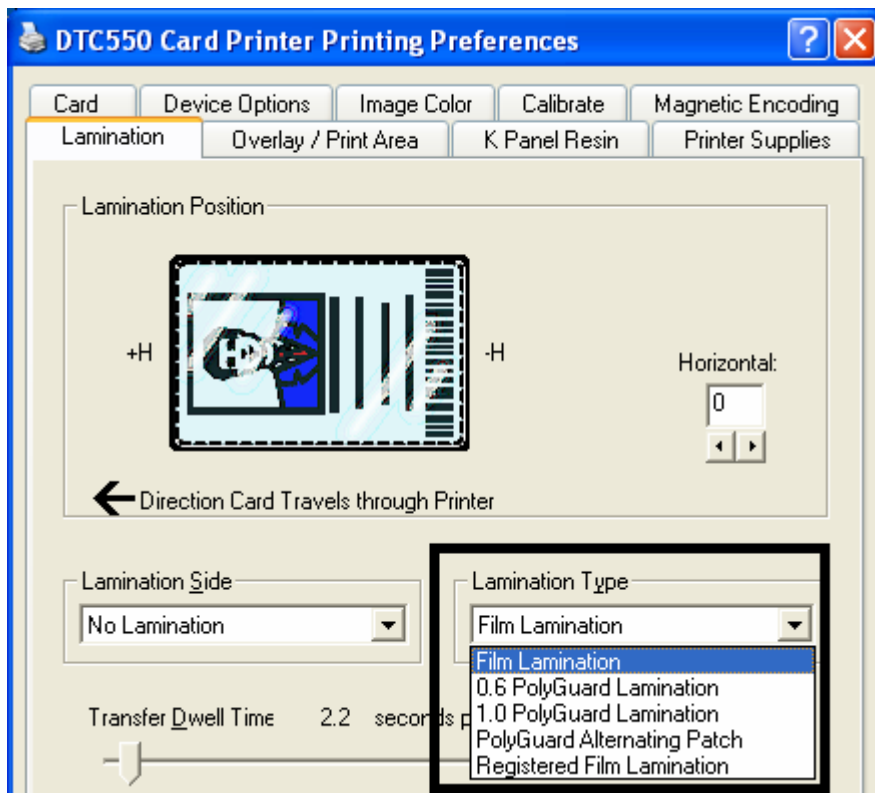 DTC550 Card Printer Printing Preferences
Card Device Options Image Color Calibrate Magnetic Encoding
Lamination Overlay / Print Area K Panel Resin Printer Supplies
Lamination Position
+H -H
Horizontal:
0
Direction Card Travels through Printer
Lamination Side Lamination Type
No Lamination Film Lamination
Film Lamination
0.6 PolyGuard Lamination
1.0 PolyGuard Lamination
Transfer Dwell Time 2.2 seconds p
PolyGuard Alternating Patch
Registered Film Lamination